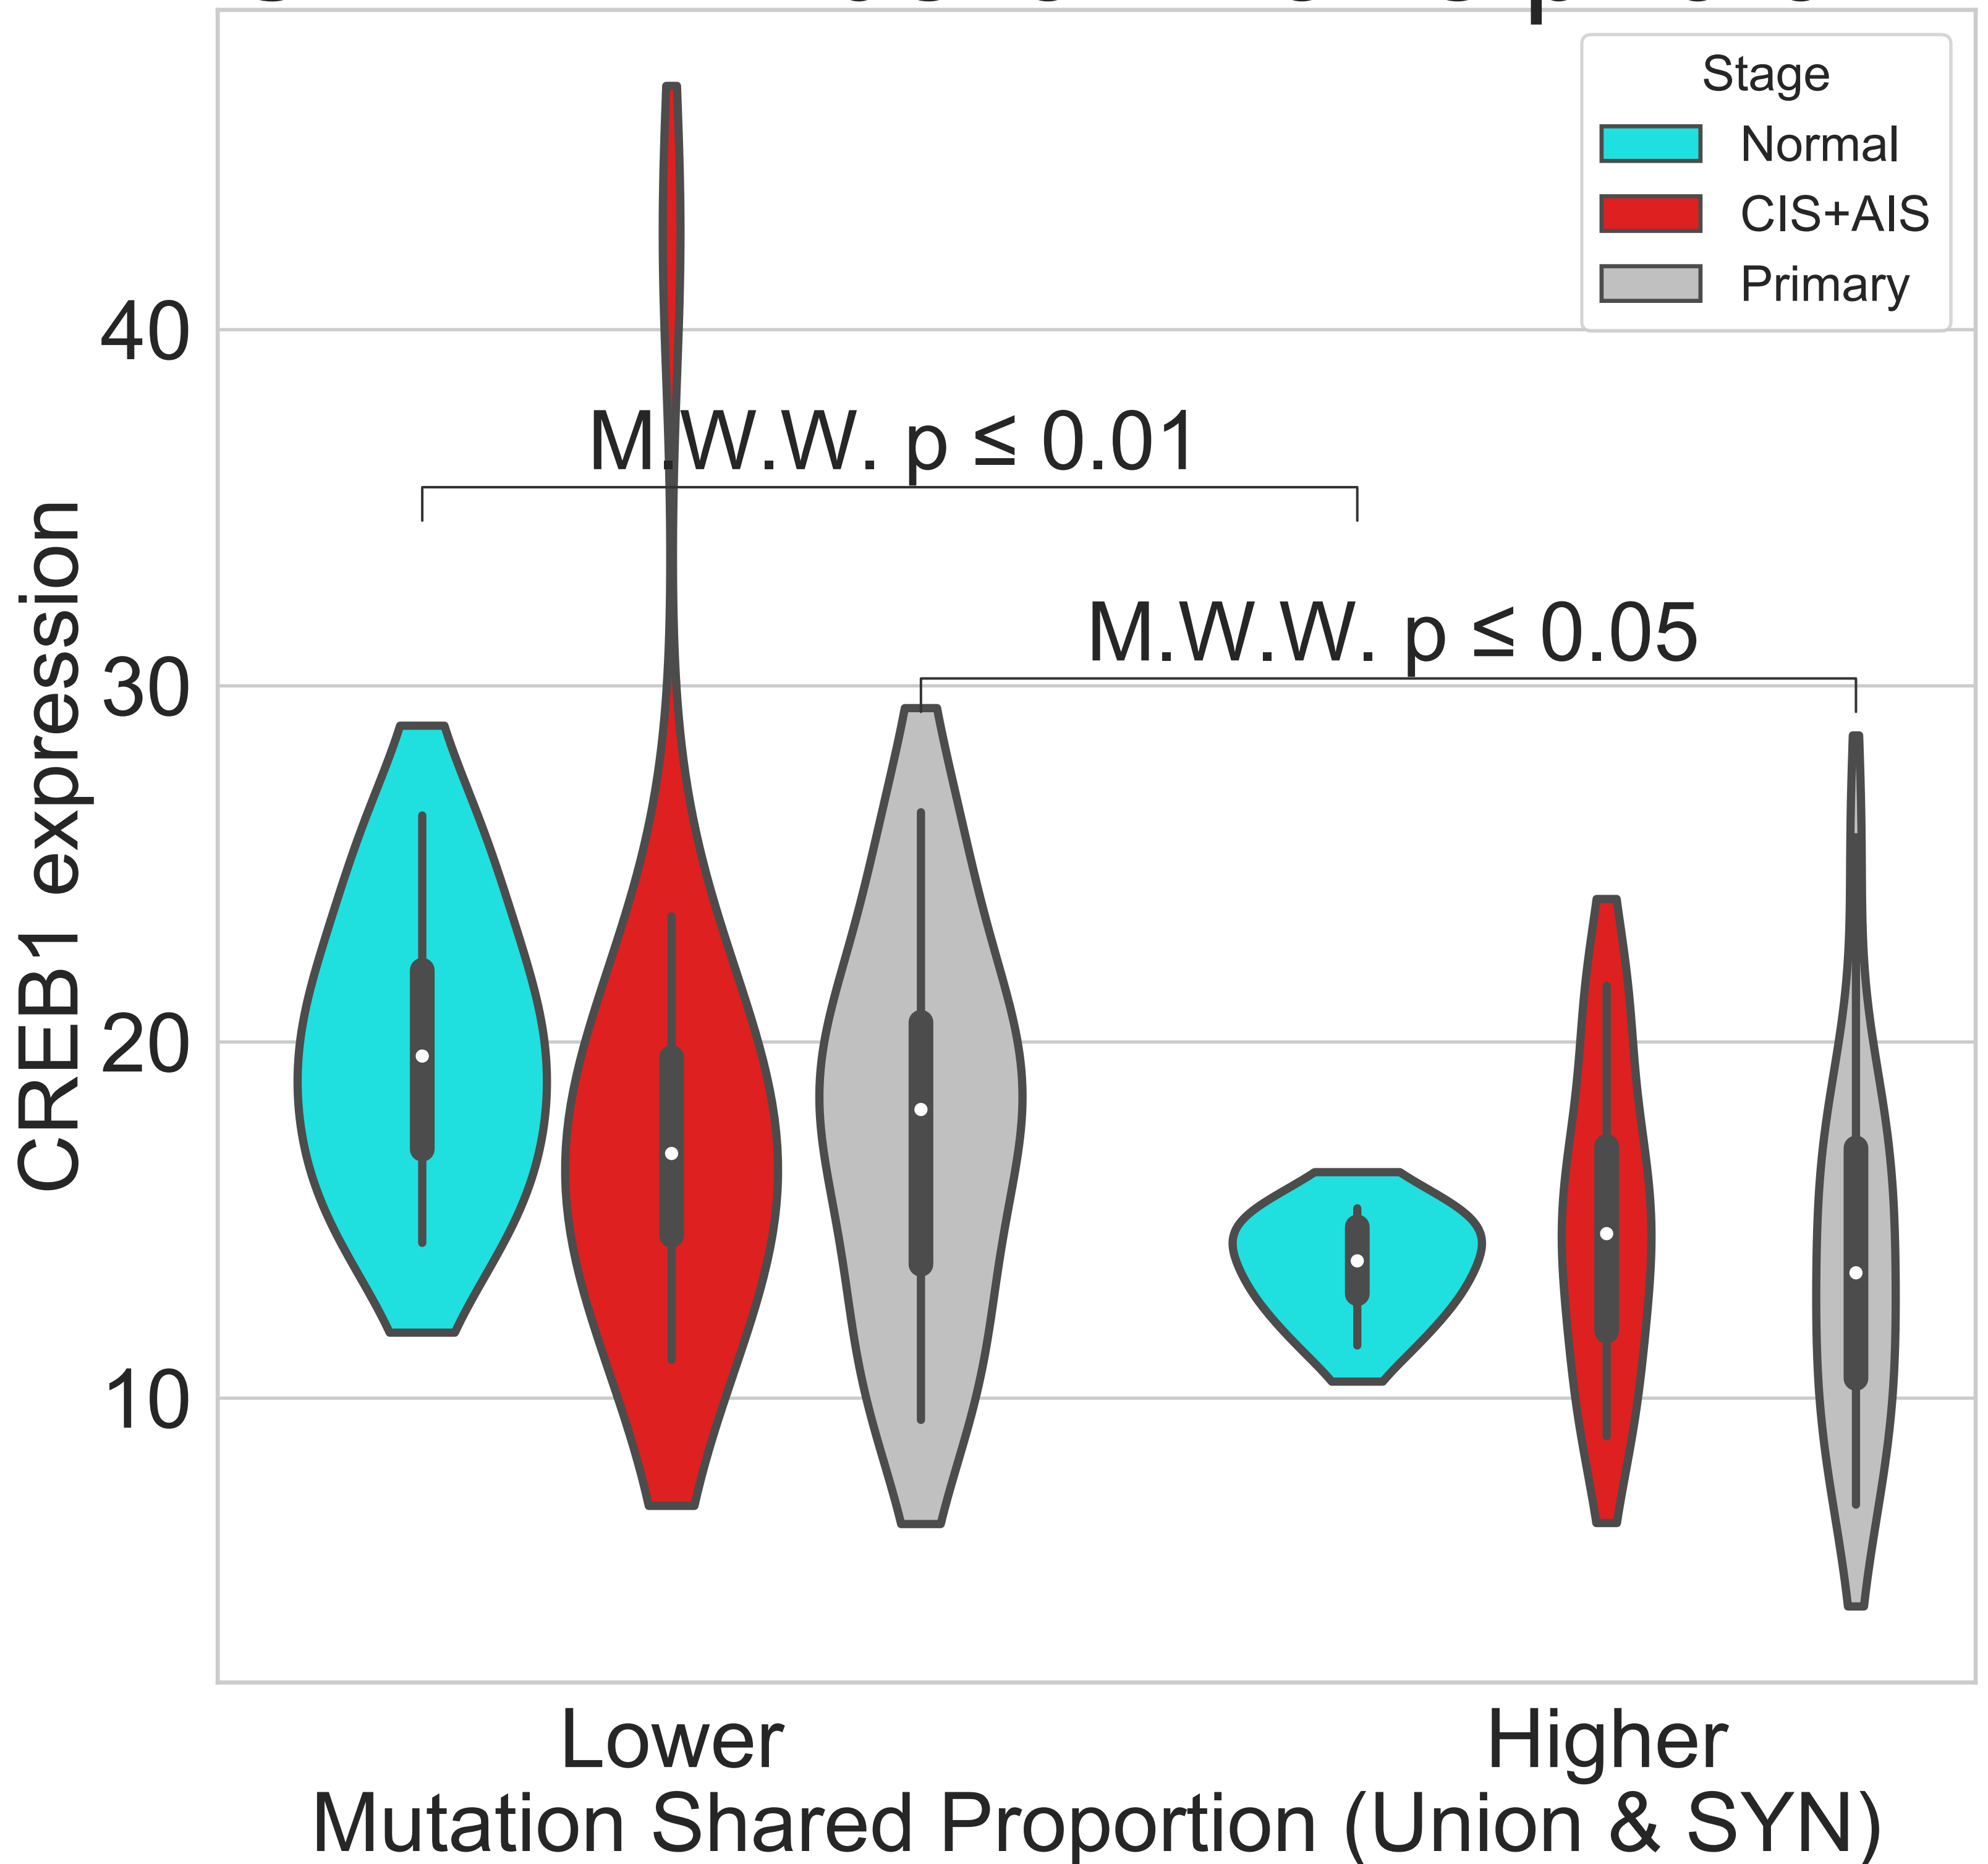 Stage
Normal
CIS+AIS
Primary
40
M.W.W. p ≤ 0.01
M.W.W. p ≤ 0.05
30
20
10
CREB1 expression
Lower
Higher
Mutation Shared Proportion (Union & SYN)